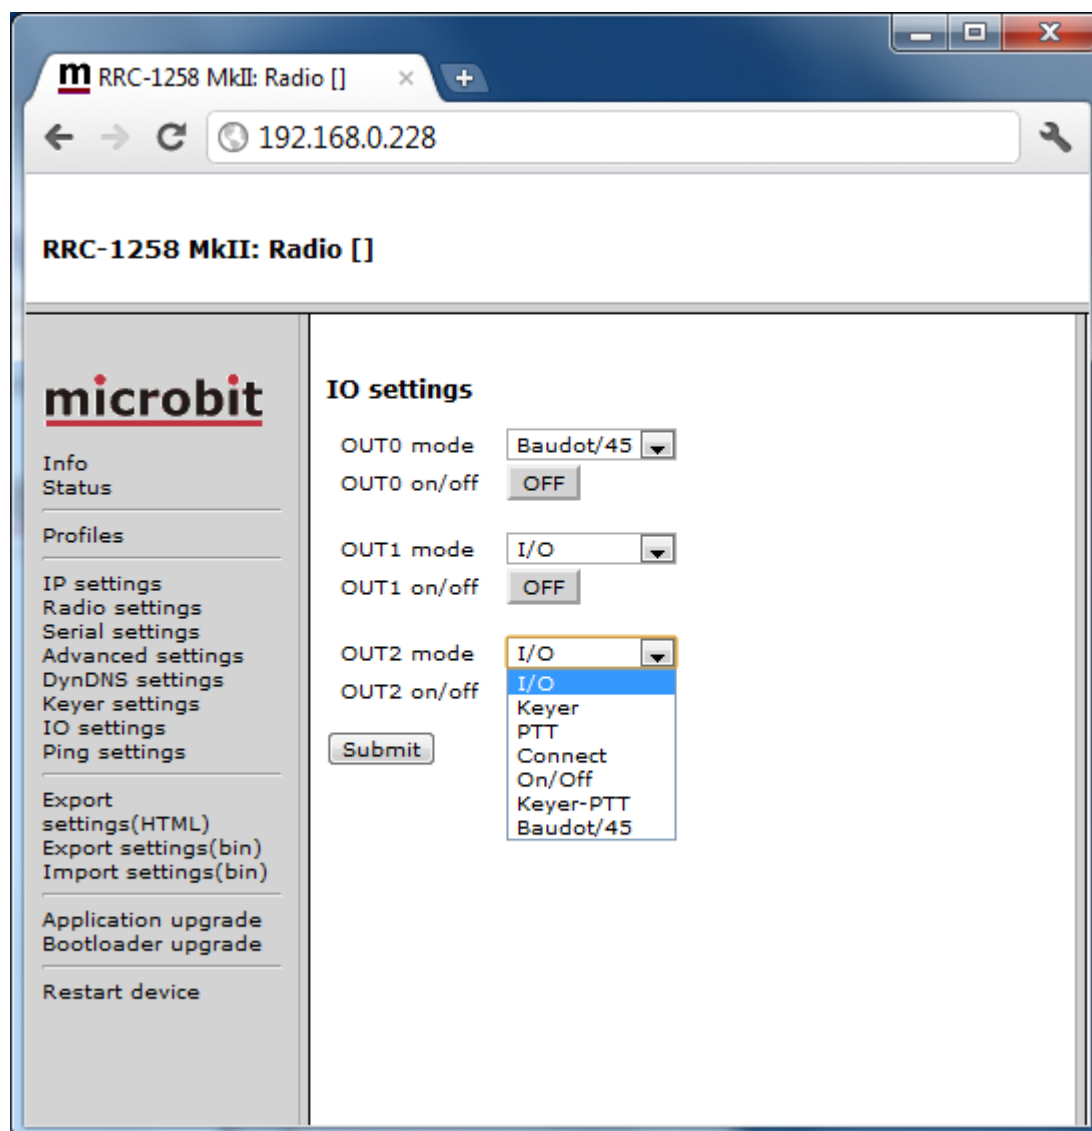 RRC-1258 MkII: Radio []
192.168.0.228
RRC-1258 MkII: Radio []
microbit
Info
Status
Profiles
IP settings
Radio settings
Serial settings
Advanced settings
DynDNS settings
Keyer settings
IO settings
Ping settings
Export
settings(HTML)
Export settings(bin)
Import settings(bin)
Application upgrade
Bootloader upgrade
Restart device
IO settings
OUT0 mode Baudot/45
OUT0 on/off OFF
OUT1 mode I/O
OUT1 on/off OFF
OUT2 mode I/O
OUT2 on/off
I/O
Keyer
PTT
Connect
On/Off
Keyer-PTT
Baudot/45
Submit